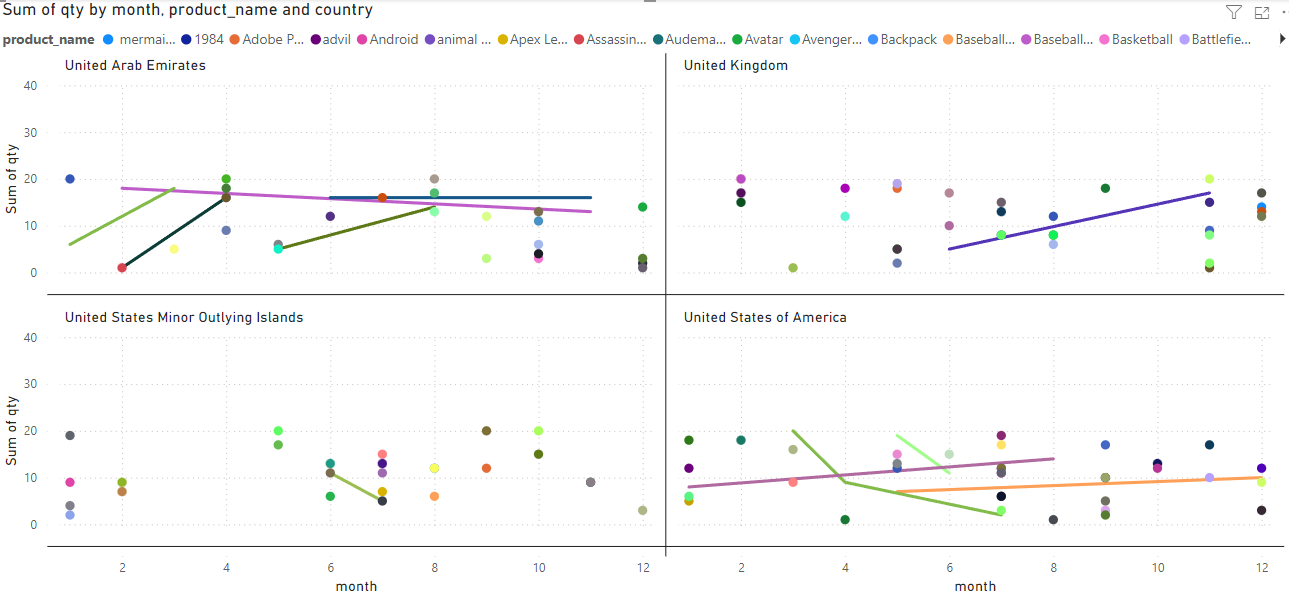 Sum of qty by month, product_name and country
product_name mermai... 1984 Adobe P... advil Android animal ... Apex Le... Assassin... Audema... Avatar Avenger... Backpack Baseball... Baseball... Basketball Battlefie...
United Arab Emirates United Kingdom
40
30
20
10
0
Sum of qty
United States Minor Outlying Islands United States of America
40
30
20
10
0
Sum of qty
2 4 6 8 10 12 2 4 6 8 10 12
month month